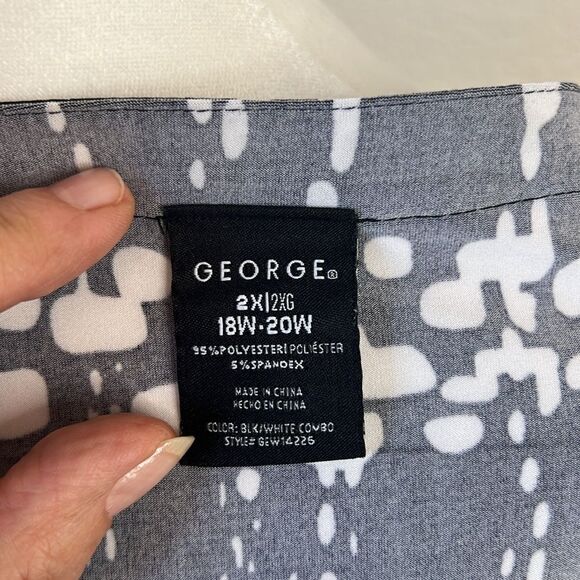 GEORGE®
2X|2XG
18W·20W
95%POLYESTER|POLIÉSTER
5%SPANDEX
MADE IN CHINA
HECHO EN CHINA
COLOR: BLK/WHITE COMBO
STYLE# GEW14226